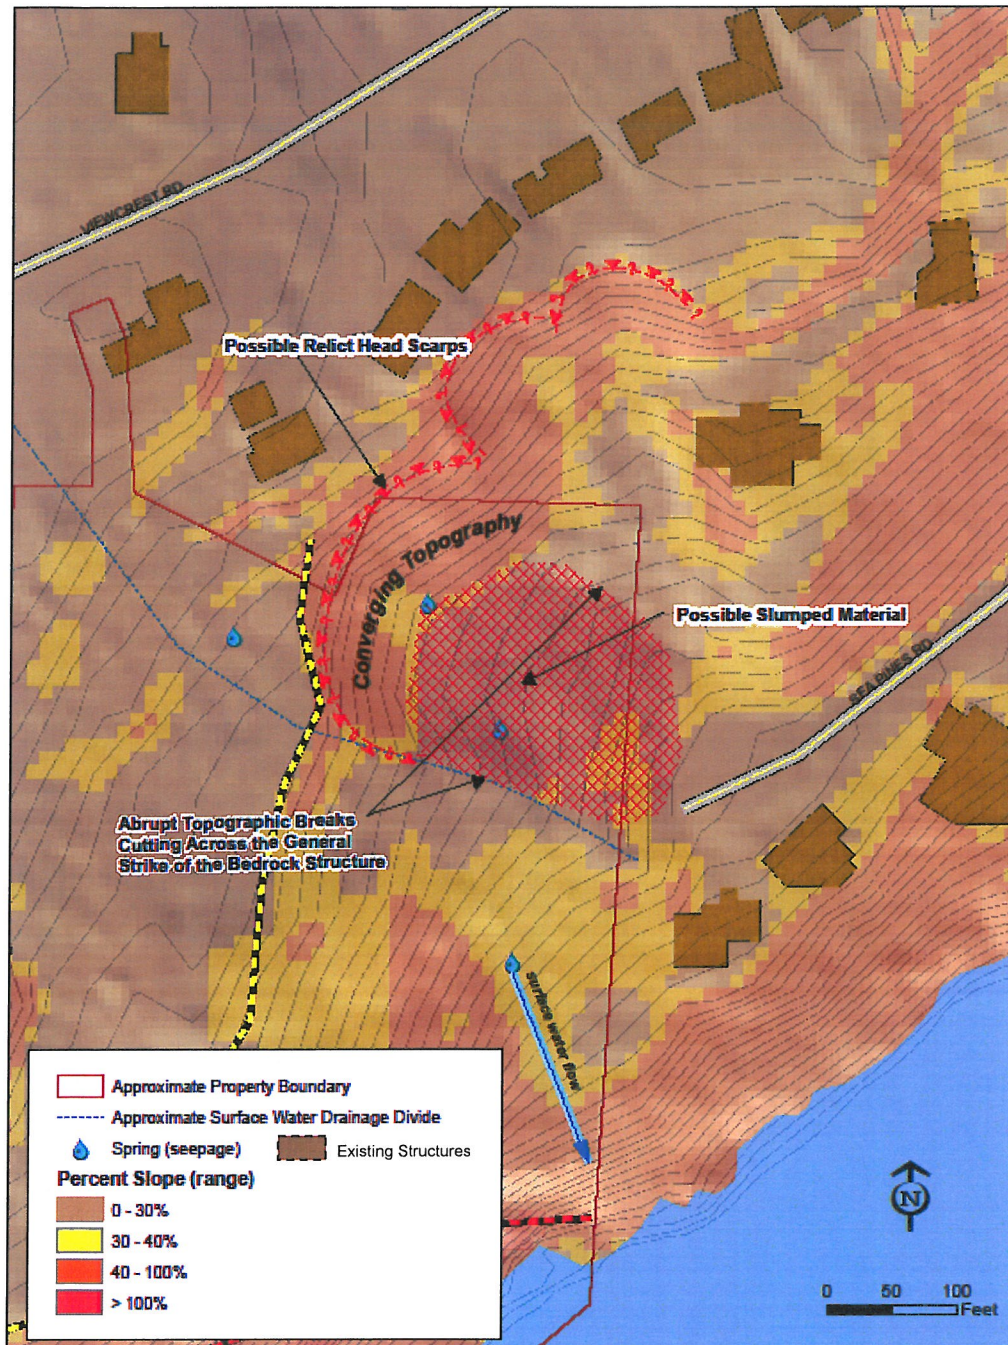 VIEWCREST RD
Possible Relict Head Scarps
Converging Topography
Possible Slumped Material
SEA PINES RD
Abrupt Topographic Breaks
Cutting Across the General
Strike of the Bedrock Structure
Surface water flow
Approximate Property Boundary
Approximate Surface Water Drainage Divide
Spring (seepage)
Existing Structures
Percent Slope (range)
0 - 30%
30 - 40%
40 - 100%
> 100%
N
0 50 100
Feet